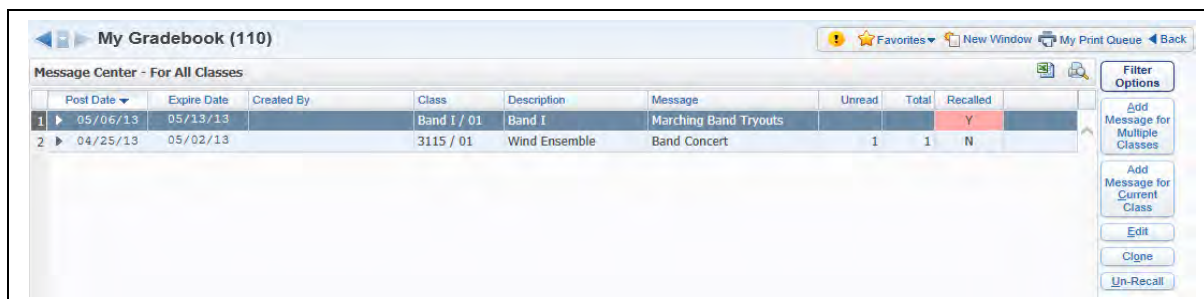 My Gradebook (110)
! Favorites New Window My Print Queue Back
Message Center - For All Classes
Filter Options
Post Date Expire Date Created By Class Description Message Unread Total Recalled
1 05/06/13 05/13/13 Band I / 01 Band I Marching Band Tryouts Y
2 04/25/13 05/02/13 3115 / 01 Wind Ensemble Band Concert 1 1 N
Add
Message for
Multiple
Classes
Add
Message for
Current
Class
Edit
Clone
Un-Recall